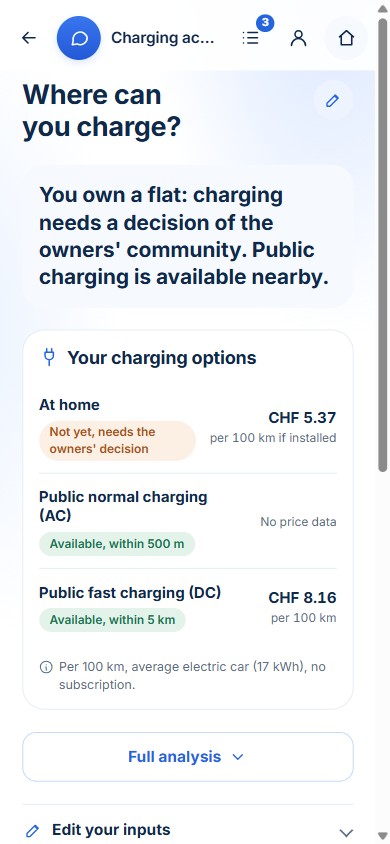 Charging ac...
3
Where can
you charge?
You own a flat: charging
needs a decision of the
owners' community. Public
charging is available nearby.
Your charging options
At home
Not yet, needs the
owners' decision
CHF 5.37
per 100 km if installed
Public normal charging
(AC)
Available, within 500 m
No price data
Public fast charging (DC)
Available, within 5 km
CHF 8.16
per 100 km
Per 100 km, average electric car (17 kWh), no
subscription.
Full analysis
Edit your inputs